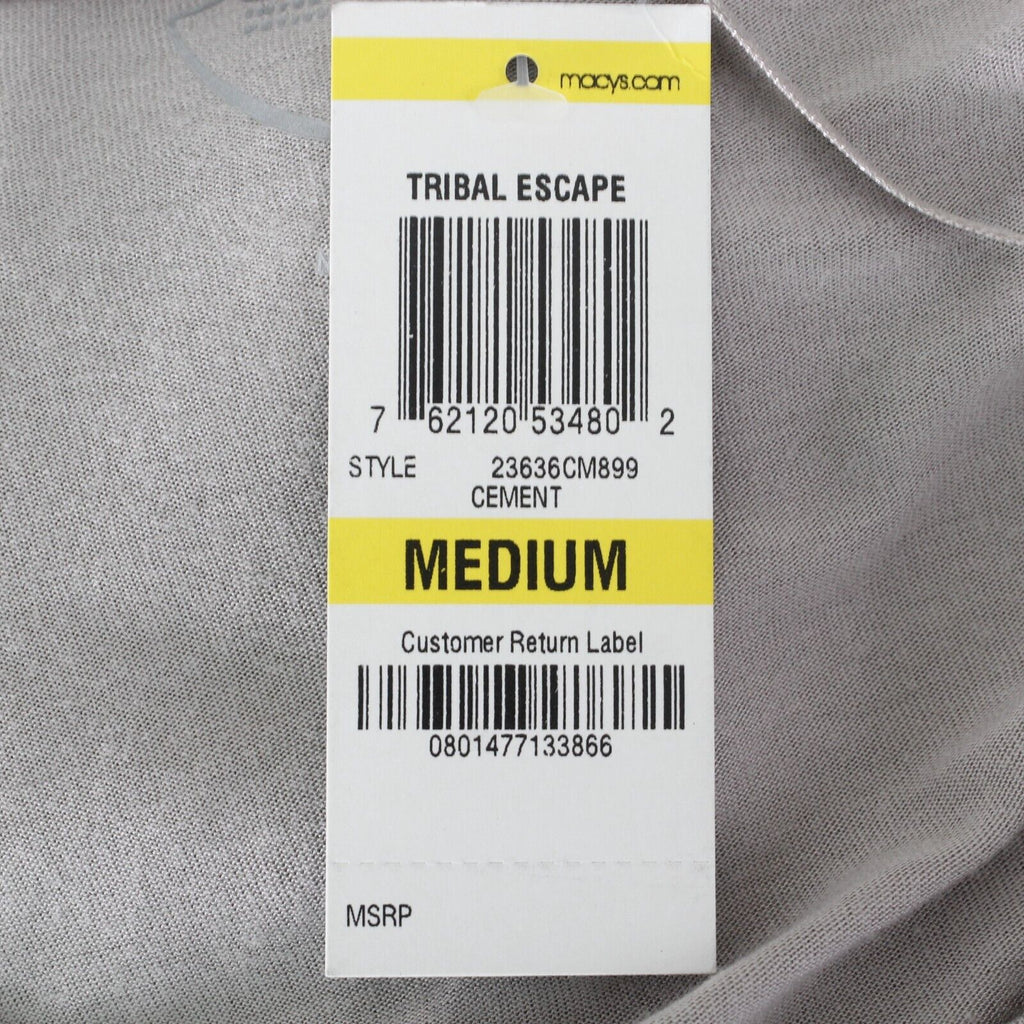 macys.com
TRIBAL ESCAPE
7 62120 53480 2
STYLE 23636CM899
CEMENT
MEDIUM
Customer Return Label
0801477133866
MSRP